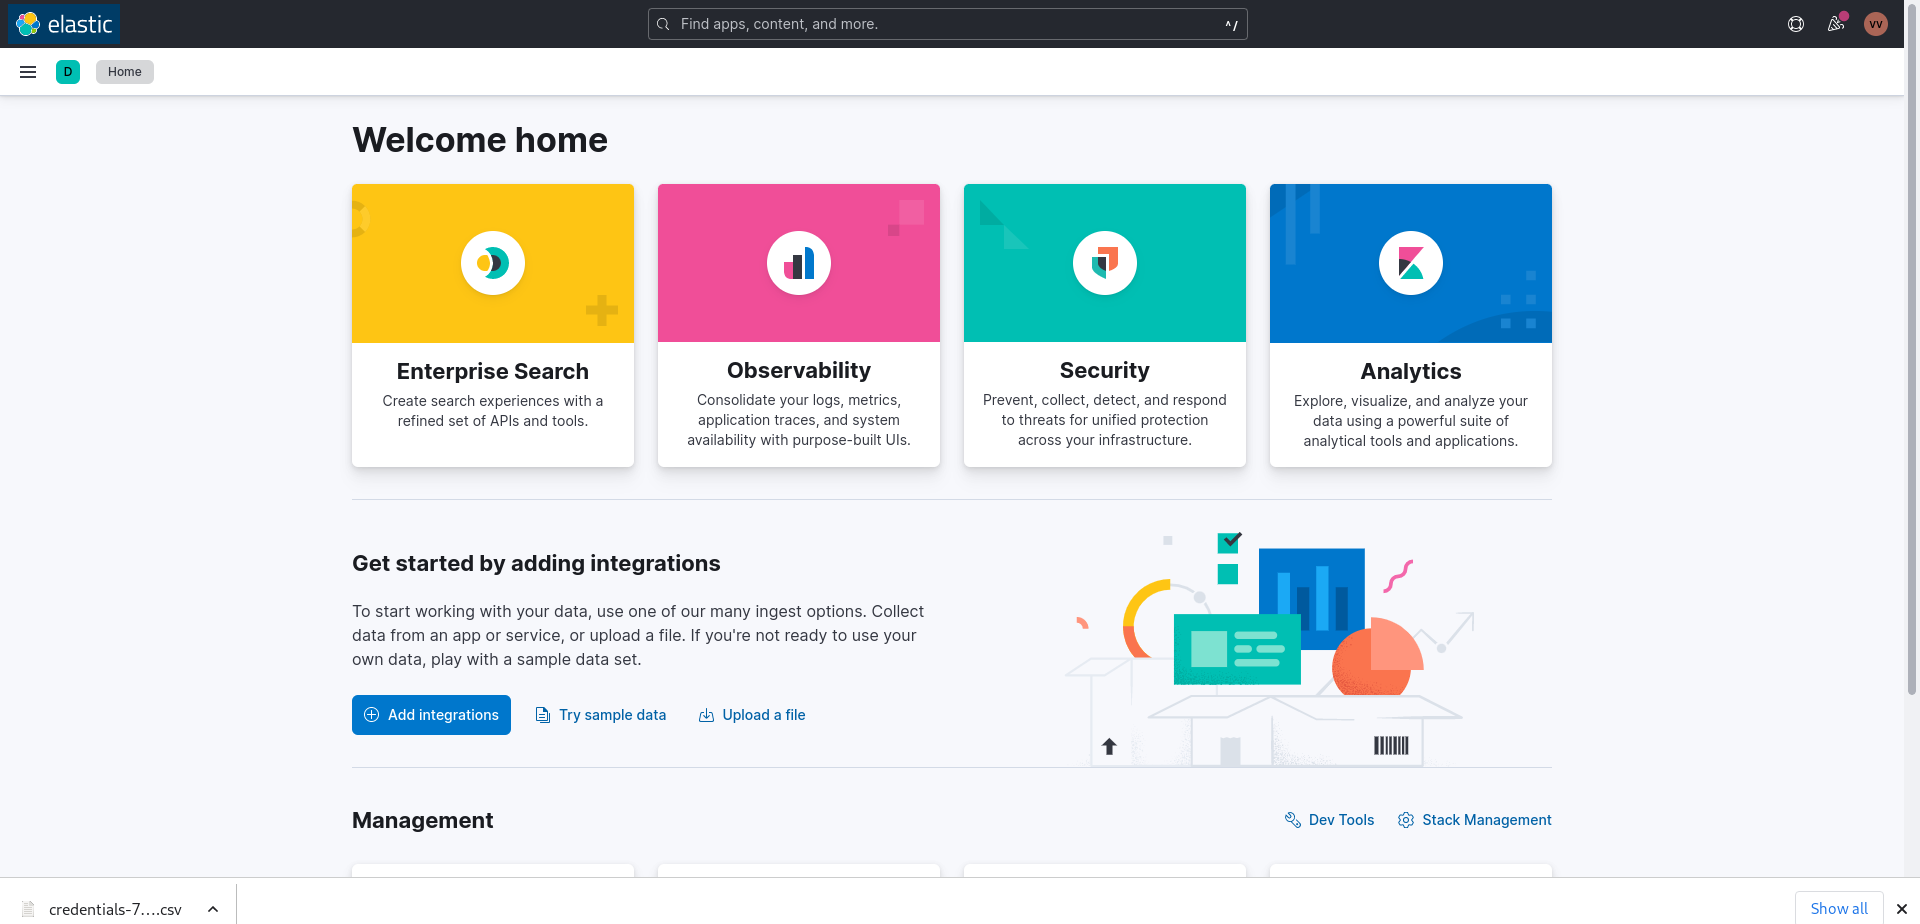 elastic
Find apps, content, and more.
^/
VV
D
Home
Welcome home
Enterprise Search
Create search experiences with a
refined set of APIs and tools.
Observability
Consolidate your logs, metrics,
application traces, and system
availability with purpose-built UIs.
Security
Prevent, collect, detect, and respond
to threats for unified protection
across your infrastructure.
Analytics
Explore, visualize, and analyze your
data using a powerful suite of
analytical tools and applications.
Get started by adding integrations
To start working with your data, use one of our many ingest options. Collect
data from an app or service, or upload a file. If you're not ready to use your
own data, play with a sample data set.
Add integrations
Try sample data
Upload a file
Management
Dev Tools
Stack Management
credentials-7....csv
Show all